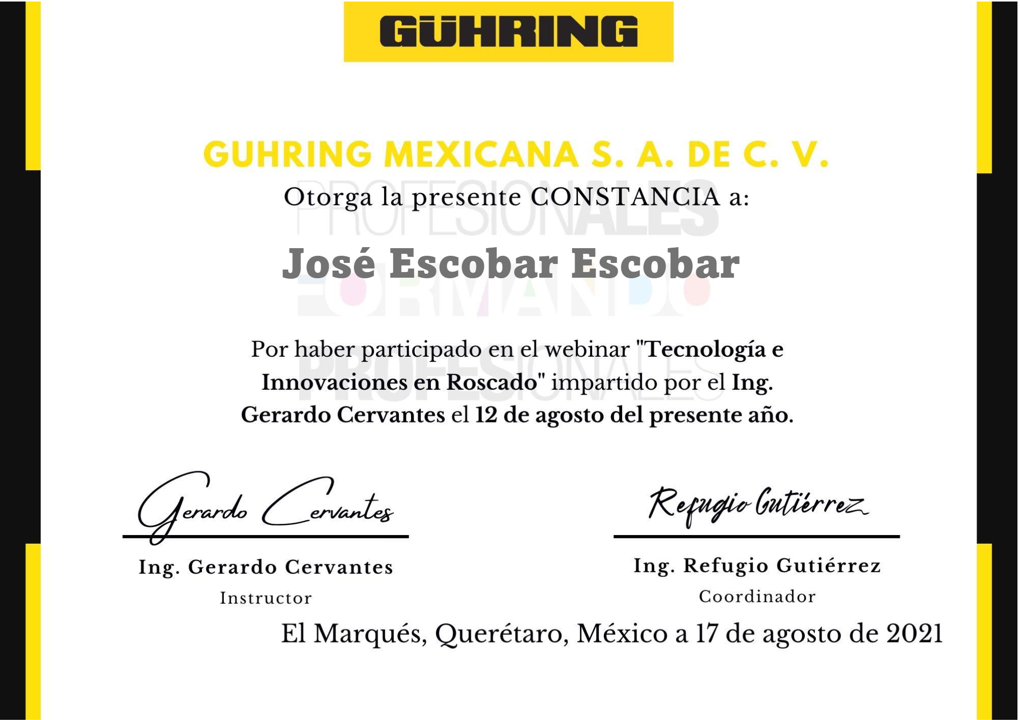 GÜHRING
GUHRING MEXICANA S. A. DE C. V.
PROFESIONALES
Otorga la presente CONSTANCIA a:
José Escobar Escobar
FORMANDO
Por haber participado en el webinar "Tecnología e
PROFESIONALES
Innovaciones en Roscado" impartido por el Ing.
Gerardo Cervantes el 12 de agosto del presente año.
Gerardo Cervantes
Refugio Gutiérrez
Ing. Gerardo Cervantes
Ing. Refugio Gutiérrez
Instructor
Coordinador
El Marqués, Querétaro, México a 17 de agosto de 2021